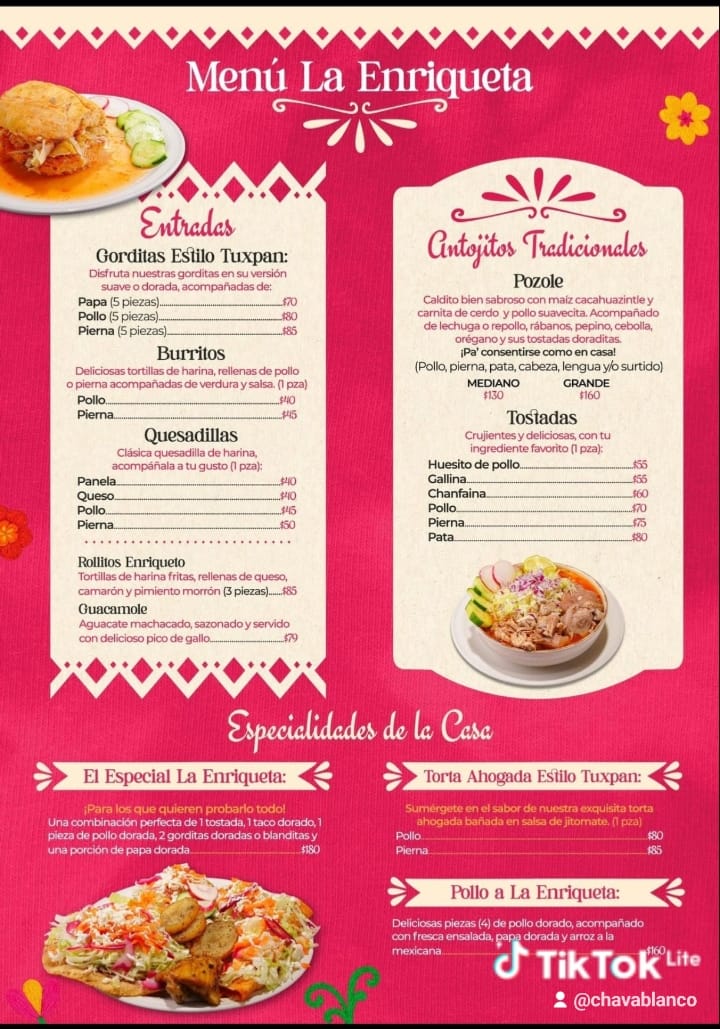 Menú La Enriqueta
Entradas
Gorditas Estilo Tuxpan:
Disfruta nuestras gorditas en su versión
suave o dorada, acompañadas de:
Papa (5 piezas)........$70
Pollo (5 piezas)........$80
Pierna (5 piezas)........$85
Burritos
Deliciosas tortillas de harina, rellenas de pollo
o pierna acompañadas de verdura y salsa. (1 pza)
Pollo........$40
Pierna........$45
Quesadillas
Clásica quesadilla de harina,
acompáñala a tu gusto (1 pza):
Panela........$40
Queso........$40
Pollo........$45
Pierna........$50
Rollitos Enriqueto
Tortillas de harina fritas, rellenas de queso,
camarón y pimiento morrón (3 piezas)......$85
Guacamole
Aguacate machacado, sazonado y servido
con delicioso pico de gallo........$79
Antojitos Tradicionales
Pozole
Caldito bien sabroso con maíz cacahuazintle y
carnita de cerdo y pollo suavecita. Acompañado
de lechuga o repollo, rábanos, pepino, cebolla,
orégano y sus tostadas doraditas.
¡Pa' consentirse como en casa!
(Pollo, pierna, pata, cabeza, lengua y/o surtido)
MEDIANO GRANDE
$130 $160
Tostadas
Crujientes y deliciosas, con tu
ingrediente favorito (1 pza):
Huesito de pollo........$55
Gallina........$55
Chanfaina........$60
Pollo........$70
Pierna........$75
Pata........$80
Especialidades de la Casa
El Especial La Enriqueta:
¡Para los que quieren probarlo todo!
Una combinación perfecta de 1 tostada, 1 taco dorado, 1
pieza de pollo dorada, 2 gorditas doradas o blanditas y
una porción de papa dorada........$180
Torta Ahogada Estilo Tuxpan:
Sumérgete en el sabor de nuestra exquisita torta
ahogada bañada en salsa de jitomate. (1 pza)
Pollo........$80
Pierna........$85
Pollo a La Enriqueta:
Deliciosas piezas (4) de pollo dorado, acompañado
con fresca ensalada, papa dorada y arroz a la
mexicana........$160
TikTok Lite
@chavablanco